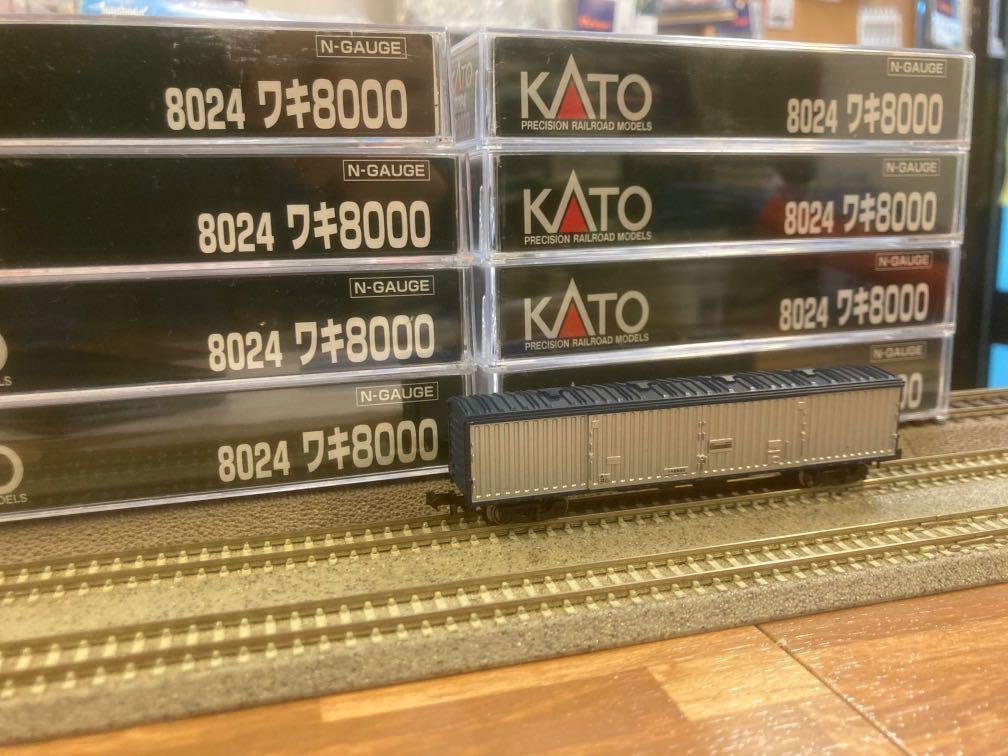 N-GAUGE
8024 ワキ8000
N-GAUGE
8024 ワキ8000
N-GAUGE
8024 ワキ8000
LS
N-GAUGE
8024 ワキ8000
ODELS
N-GAUGE
KATO
PRECISION RAILROAD MODELS
8024 ワキ8000
N-GAUGE
KATO
PRECISION RAILROAD MODELS
8024 ワキ8000
N-GAUGE
KATO
PRECISION RAILROAD MODELS
8024 ワキ8000
N-GAUGE